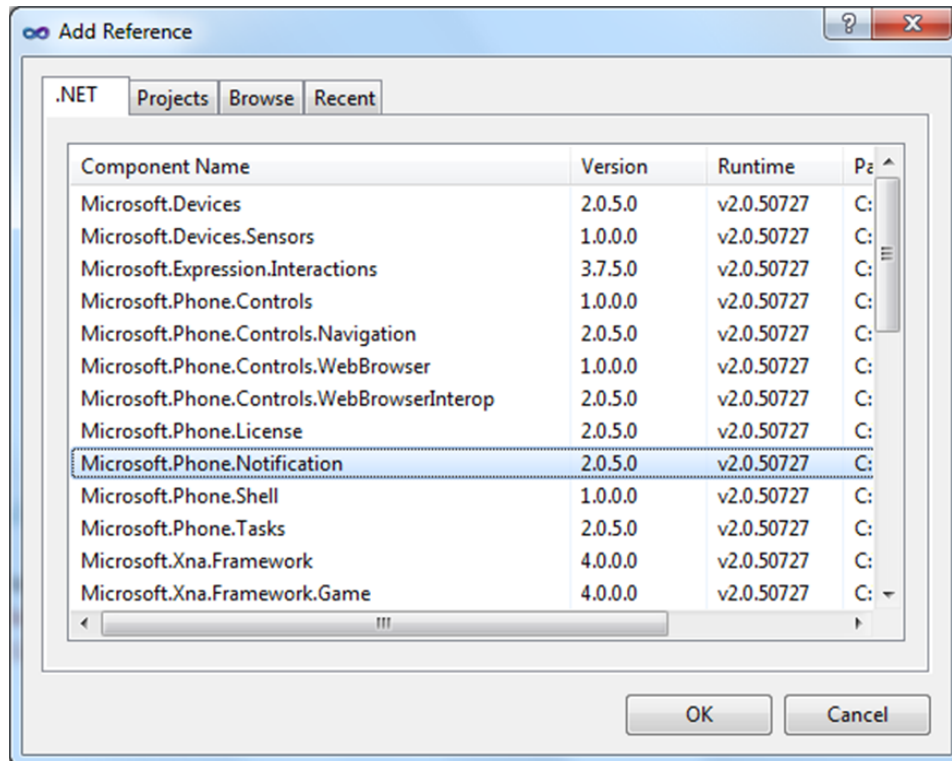 Add Reference
.NET Projects Browse Recent
Component Name Version Runtime Pa
Microsoft.Devices 2.0.5.0 v2.0.50727 C:
Microsoft.Devices.Sensors 1.0.0.0 v2.0.50727 C:
Microsoft.Expression.Interactions 3.7.5.0 v2.0.50727 C:
Microsoft.Phone.Controls 1.0.0.0 v2.0.50727 C:
Microsoft.Phone.Controls.Navigation 2.0.5.0 v2.0.50727 C:
Microsoft.Phone.Controls.WebBrowser 1.0.0.0 v2.0.50727 C:
Microsoft.Phone.Controls.WebBrowserInterop 2.0.5.0 v2.0.50727 C:
Microsoft.Phone.License 2.0.5.0 v2.0.50727 C:
Microsoft.Phone.Notification 2.0.5.0 v2.0.50727 C:
Microsoft.Phone.Shell 1.0.0.0 v2.0.50727 C:
Microsoft.Phone.Tasks 2.0.5.0 v2.0.50727 C:
Microsoft.Xna.Framework 4.0.0.0 v2.0.50727 C:
Microsoft.Xna.Framework.Game 4.0.0.0 v2.0.50727 C:
OK Cancel